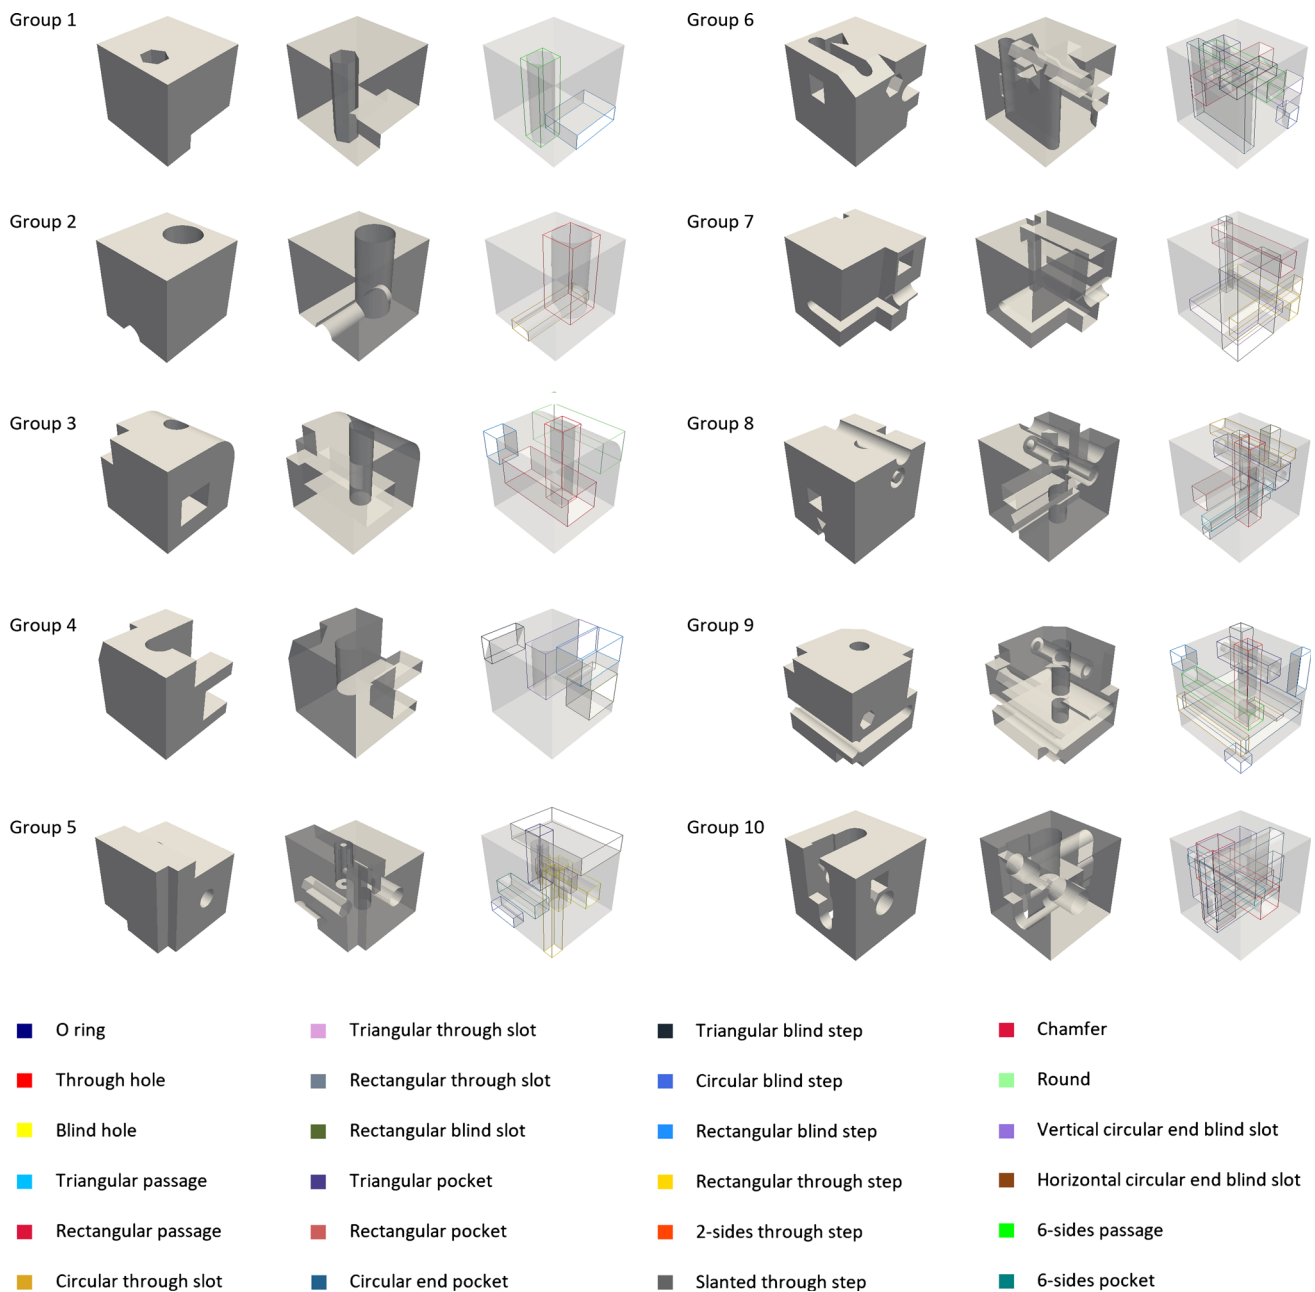 Group 1
Group 6
Group 2
Group 7
Group 3
Group 8
Group 4
Group 9
Group 5
Group 10
O ring
Triangular through slot
Triangular blind step
Chamfer
Through hole
Rectangular through slot
Circular blind step
Round
Blind hole
Rectangular blind slot
Rectangular blind step
Vertical circular end blind slot
Triangular passage
Triangular pocket
Rectangular through step
Horizontal circular end blind slot
Rectangular passage
Rectangular pocket
2-sides through step
6-sides passage
Circular through slot
Circular end pocket
Slanted through step
6-sides pocket